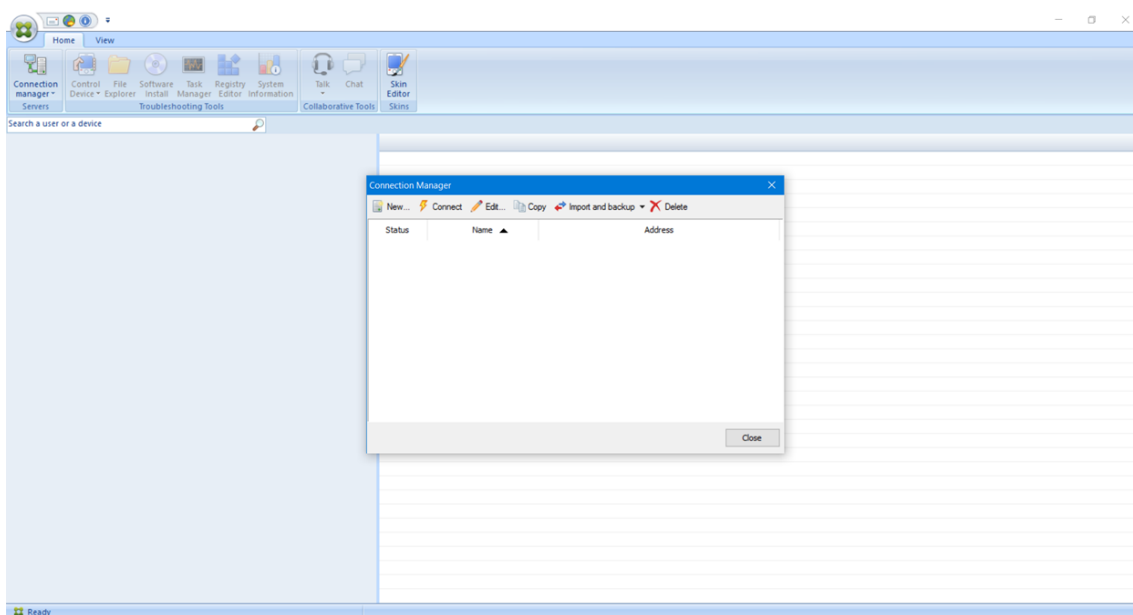 Home View
Connection manager Control Device File Explorer Software Install Task Manager Registry Editor System Information Talk Chat Skin Editor
Servers Troubleshooting Tools Collaborative Tools Skins
Search a user or a device
Connection Manager
New... Connect Edit... Copy Import and backup Delete
Status Name Address
Close
Ready